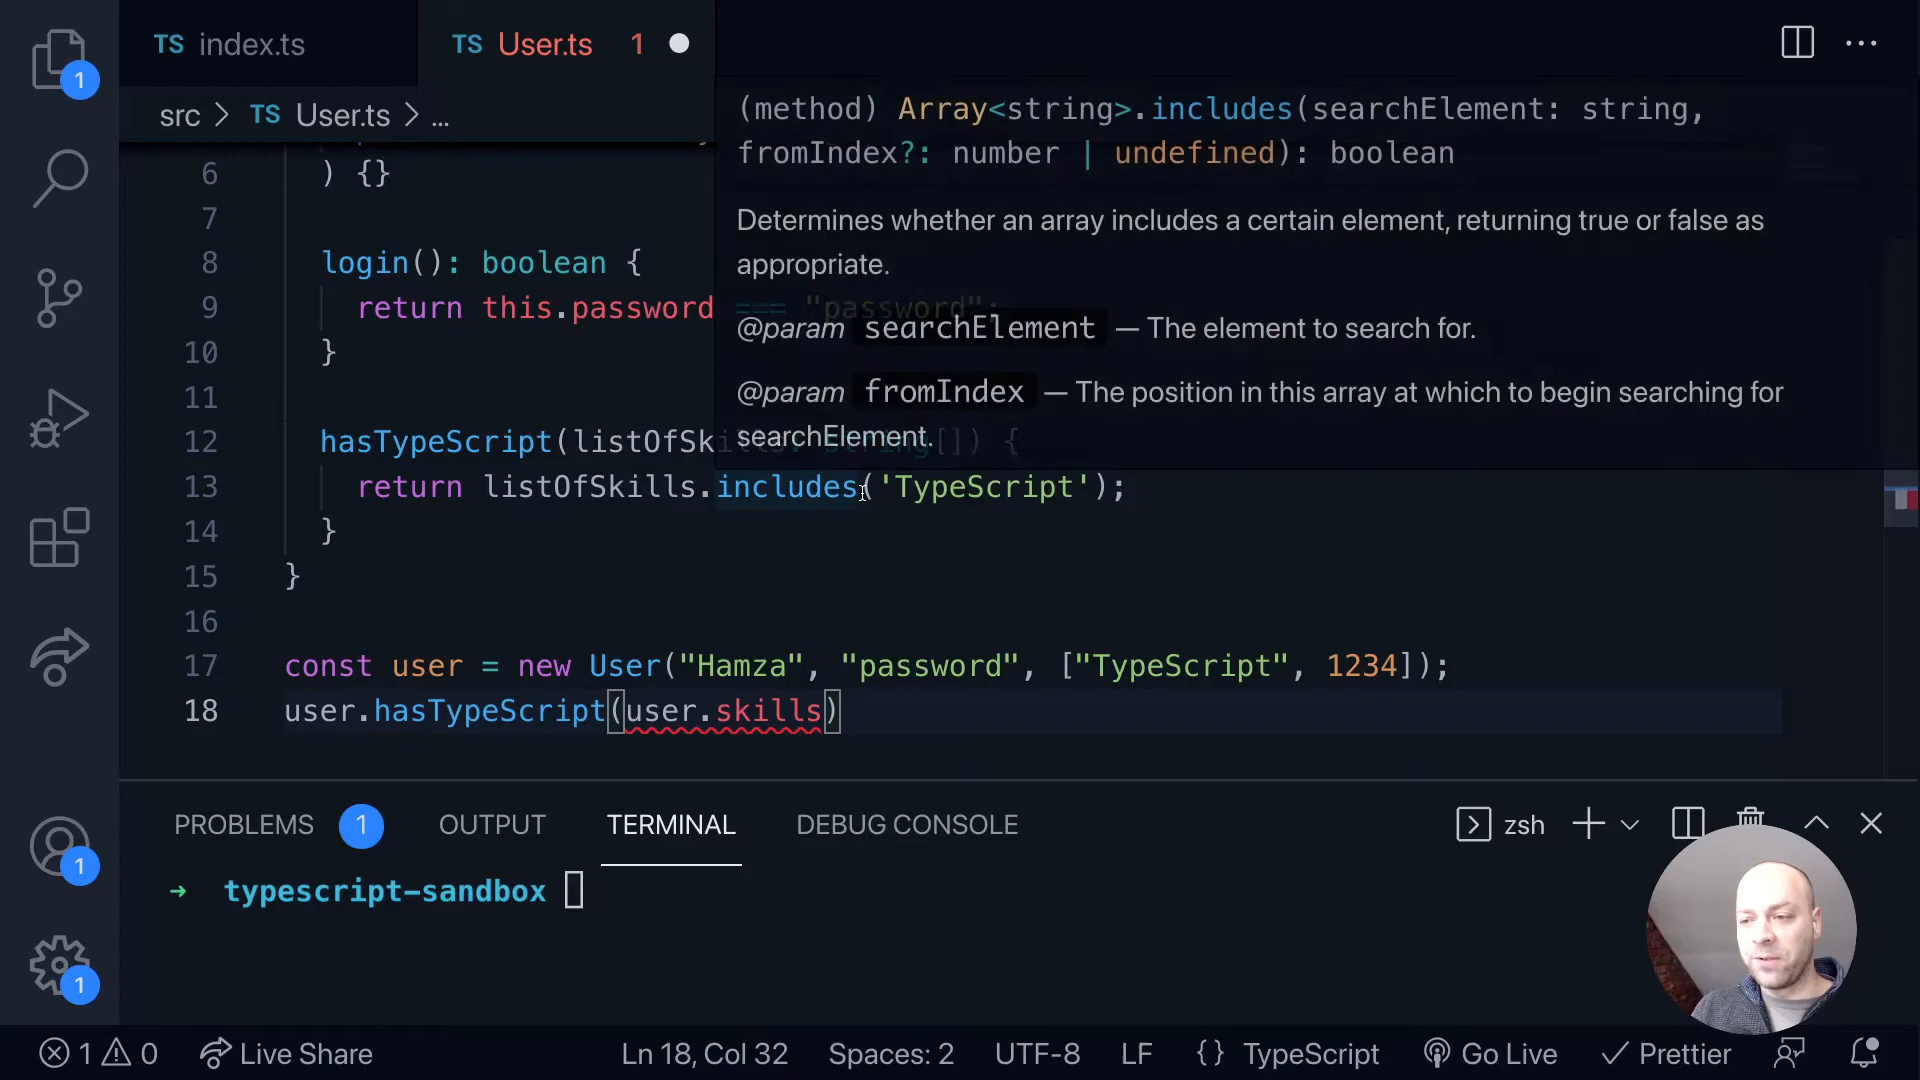 TS index.ts
TS User.ts 1
src > TS User.ts > ...
(method) Array<string>.includes(searchElement: string,
fromIndex?: number | undefined): boolean
Determines whether an array includes a certain element, returning true or false as
appropriate.
@param searchElement — The element to search for.
@param fromIndex — The position in this array at which to begin searching for
searchElement.
6 ) {}
7
8 login(): boolean {
9 return this.password === "password";
10 }
11
12 hasTypeScript(listOfSkills: string[]) {
13 return listOfSkills.includes('TypeScript');
14 }
15 }
16
17 const user = new User("Hamza", "password", ["TypeScript", 1234]);
18 user.hasTypeScript(user.skills)
PROBLEMS 1 OUTPUT TERMINAL DEBUG CONSOLE zsh
→ typescript-sandbox
1
1
1
1 0 Live Share Ln 18, Col 32 Spaces: 2 UTF-8 LF {} TypeScript Go Live Prettier